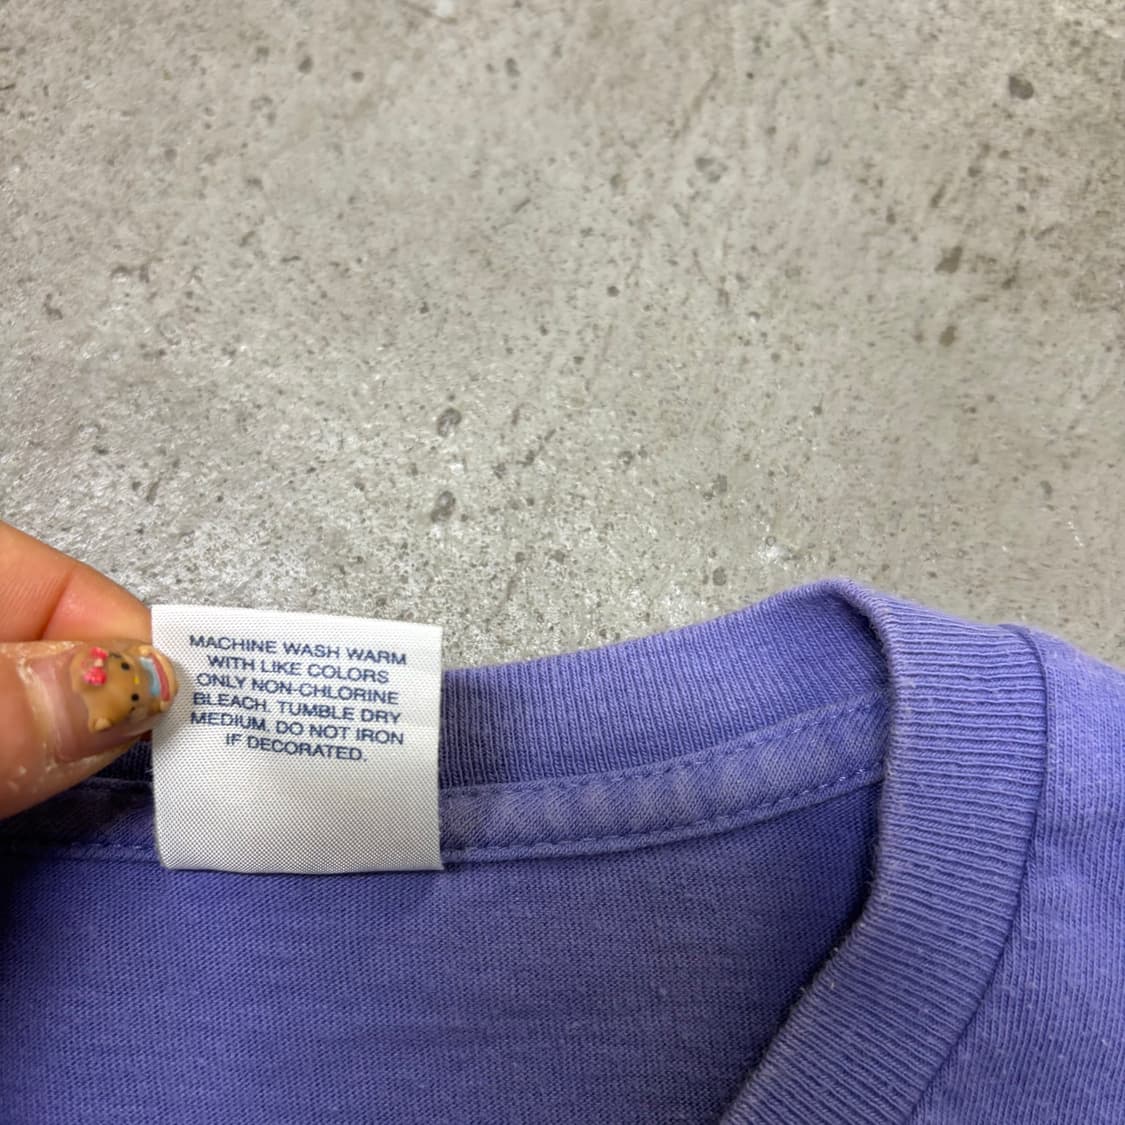 MACHINE WASH WARM
WITH LIKE COLORS
ONLY NON-CHLORINE
BLEACH, TUMBLE DRY
MEDIUM, DO NOT IRON
IF DECORATED.